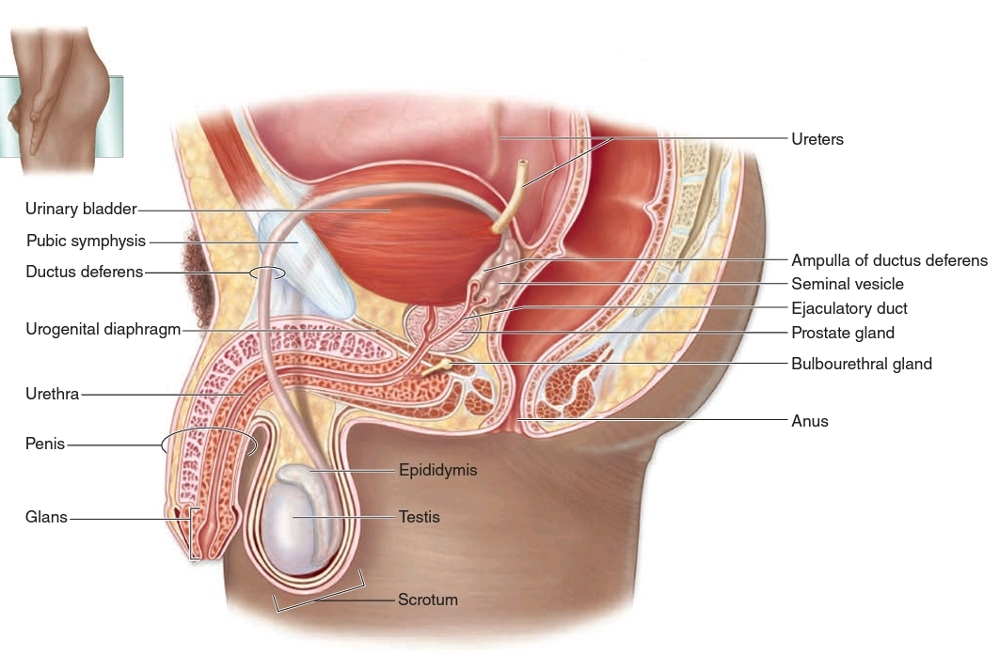 Ureters
Urinary bladder
Pubic symphysis
Ductus deferens
Urogenital diaphragm
Urethra
Penis
Glans
Ampulla of ductus deferens
Seminal vesicle
Ejaculatory duct
Prostate gland
Bulbourethral gland
Anus
Epididymis
Testis
Scrotum